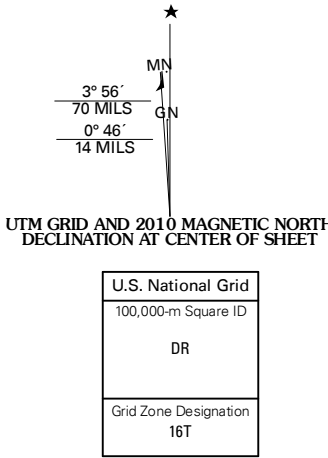 ★
MN
3° 56´
70 MILS
GN
0° 46´
14 MILS
UTM GRID AND 2010 MAGNETIC NORTH
DECLINATION AT CENTER OF SHEET
U.S. National Grid
100,000-m Square ID
DR
Grid Zone Designation
16T